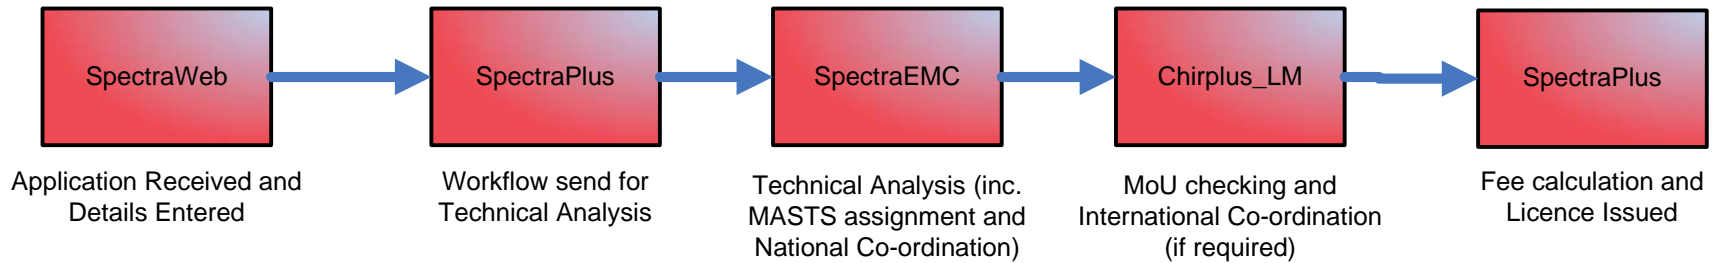 SpectraWeb
SpectraPlus
SpectraEMC
Chirplus_LM
SpectraPlus
Application Received and
Details Entered
Workflow send for
Technical Analysis
Technical Analysis (inc.
MASTS assignment and
National Co-ordination)
MoU checking and
International Co-ordination
(if required)
Fee calculation and
Licence Issued